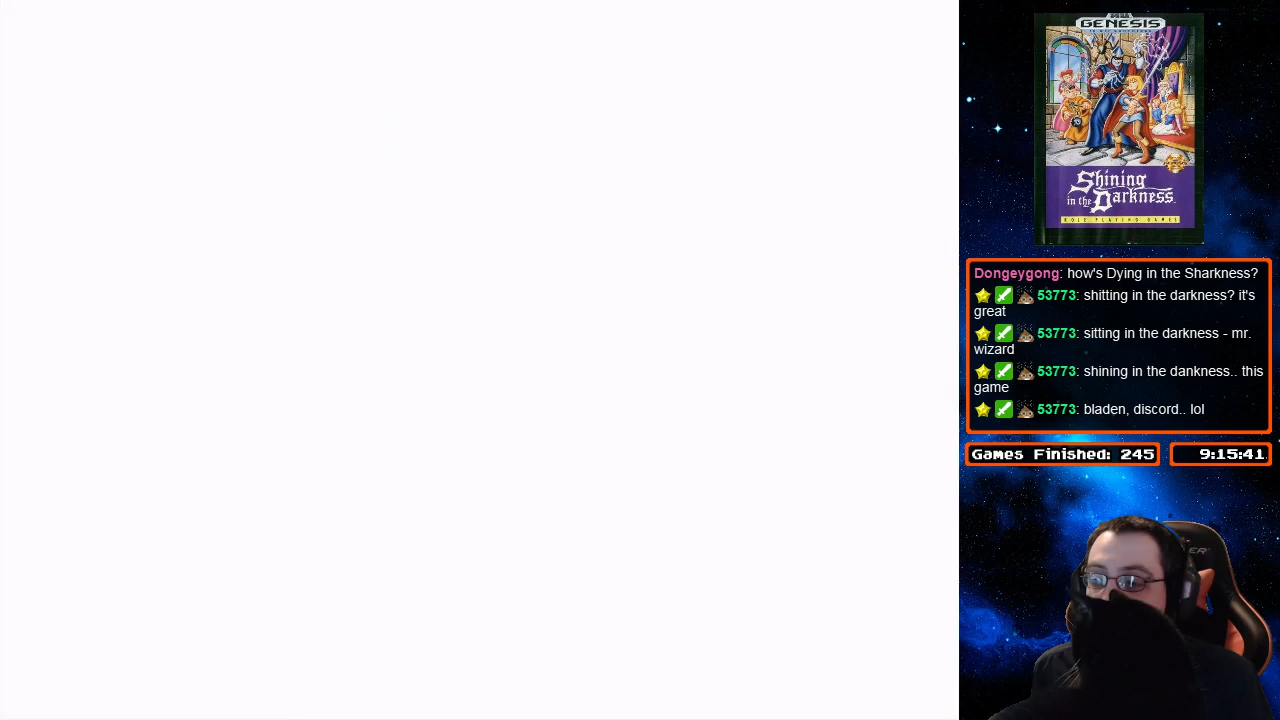 GENESIS
Shining
in the Darkness
ROLE PLAYING GAMES
Dongeygong: how's Dying in the Sharkness?
53773: shitting in the darkness? it's
great
53773: sitting in the darkness - mr.
wizard
53773: shining in the dankness.. this
game
53773: bladen, discord.. lol
Games Finished: 245
9:15:41